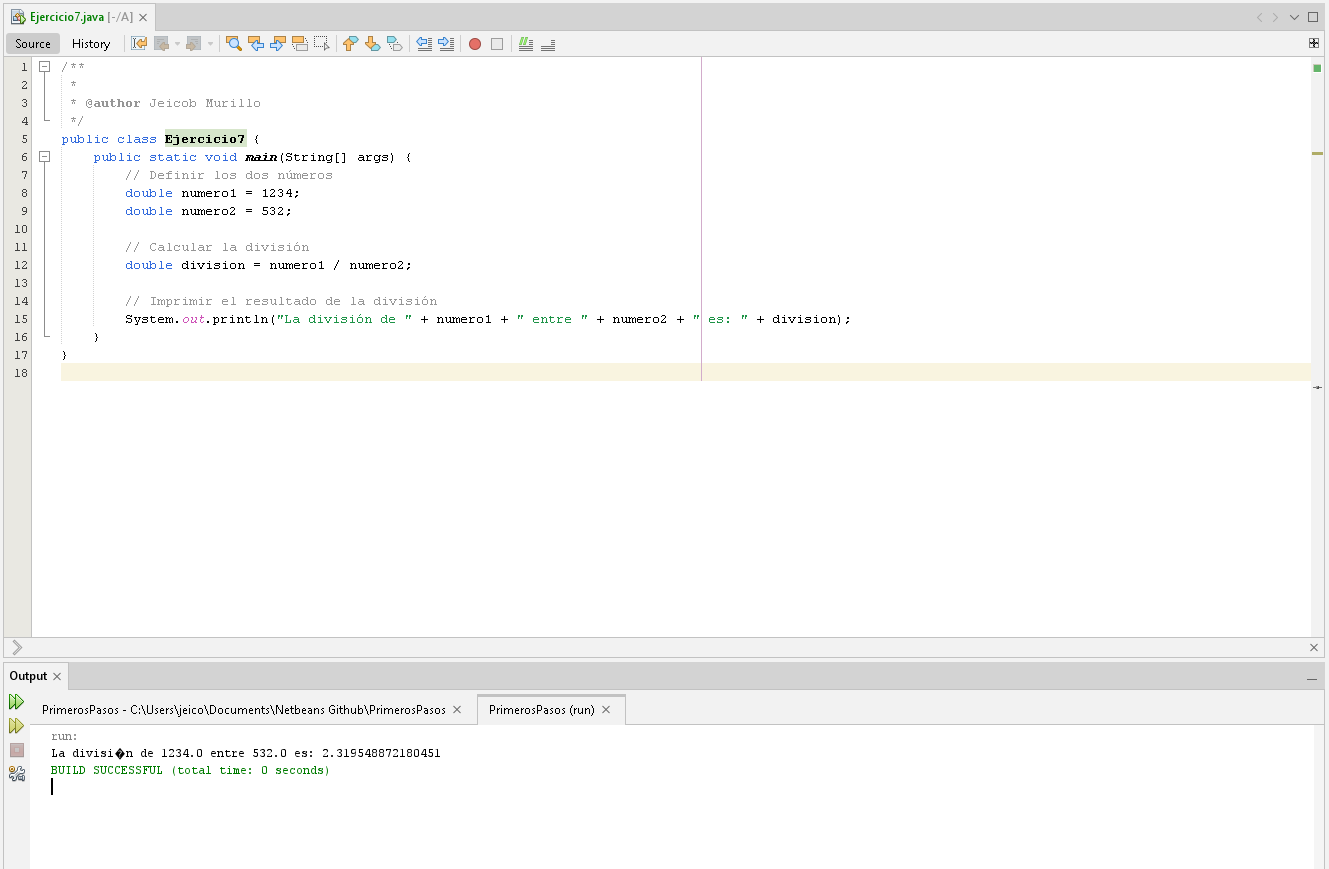 Ejercicio7.java [-/A]
Source History
1 /**
2 *
3 * @author Jeicob Murillo
4 */
5 public class Ejercicio7 {
6 public static void main(String[] args) {
7 // Definir los dos números
8 double numero1 = 1234;
9 double numero2 = 532;
10
11 // Calcular la división
12 double division = numero1 / numero2;
13
14 // Imprimir el resultado de la división
15 System.out.println("La división de " + numero1 + " entre " + numero2 + " es: " + division);
16 }
17 }
18
Output
PrimerosPasos - C:\Users\jeico\Documents\Netbeans Github\PrimerosPasos PrimerosPasos (run)
run:
La divisi�n de 1234.0 entre 532.0 es: 2.319548872180451
BUILD SUCCESSFUL (total time: 0 seconds)